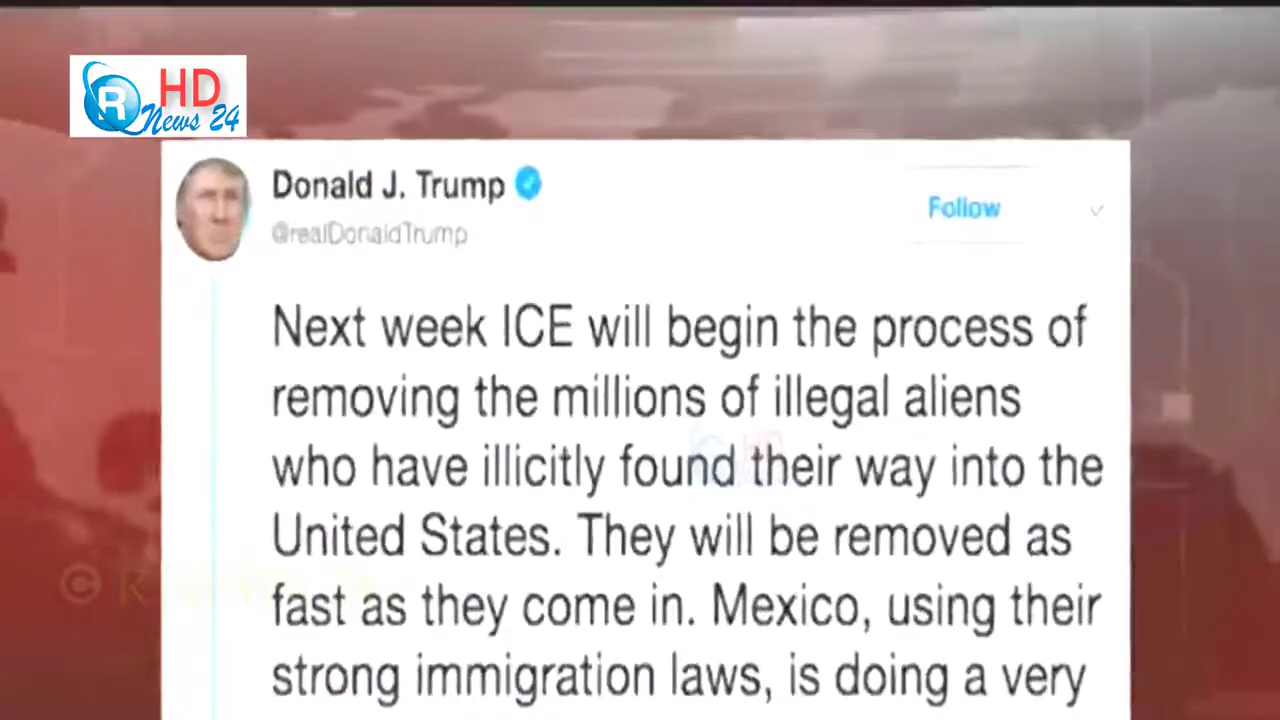 HD
R
News 24
Donald J. Trump
@realDonaldTrump
Follow
Next week ICE will begin the process of
removing the millions of illegal aliens
who have illicitly found their way into the
United States. They will be removed as
fast as they come in. Mexico, using their
strong immigration laws, is doing a very
HD
©